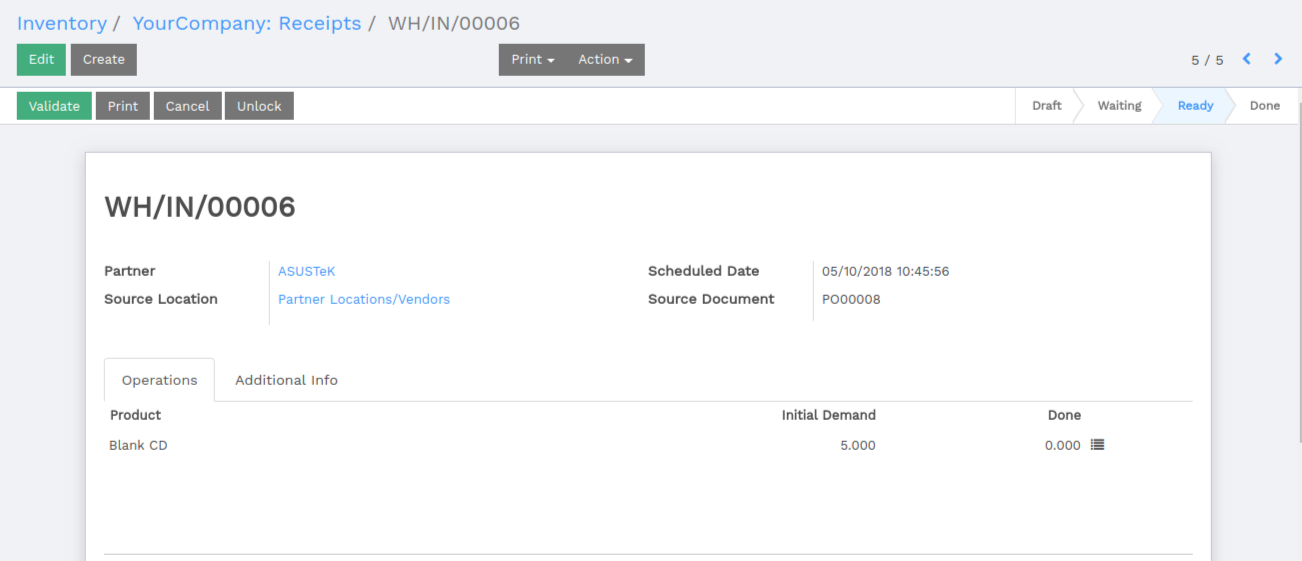 Inventory / YourCompany: Receipts / WH/IN/00006
Edit Create Print Action 5 / 5
Validate Print Cancel Unlock Draft Waiting Ready Done
WH/IN/00006
Partner ASUSTeK Scheduled Date 05/10/2018 10:45:56
Source Location Partner Locations/Vendors Source Document PO00008
Operations Additional Info
Product Initial Demand Done
Blank CD 5.000 0.000